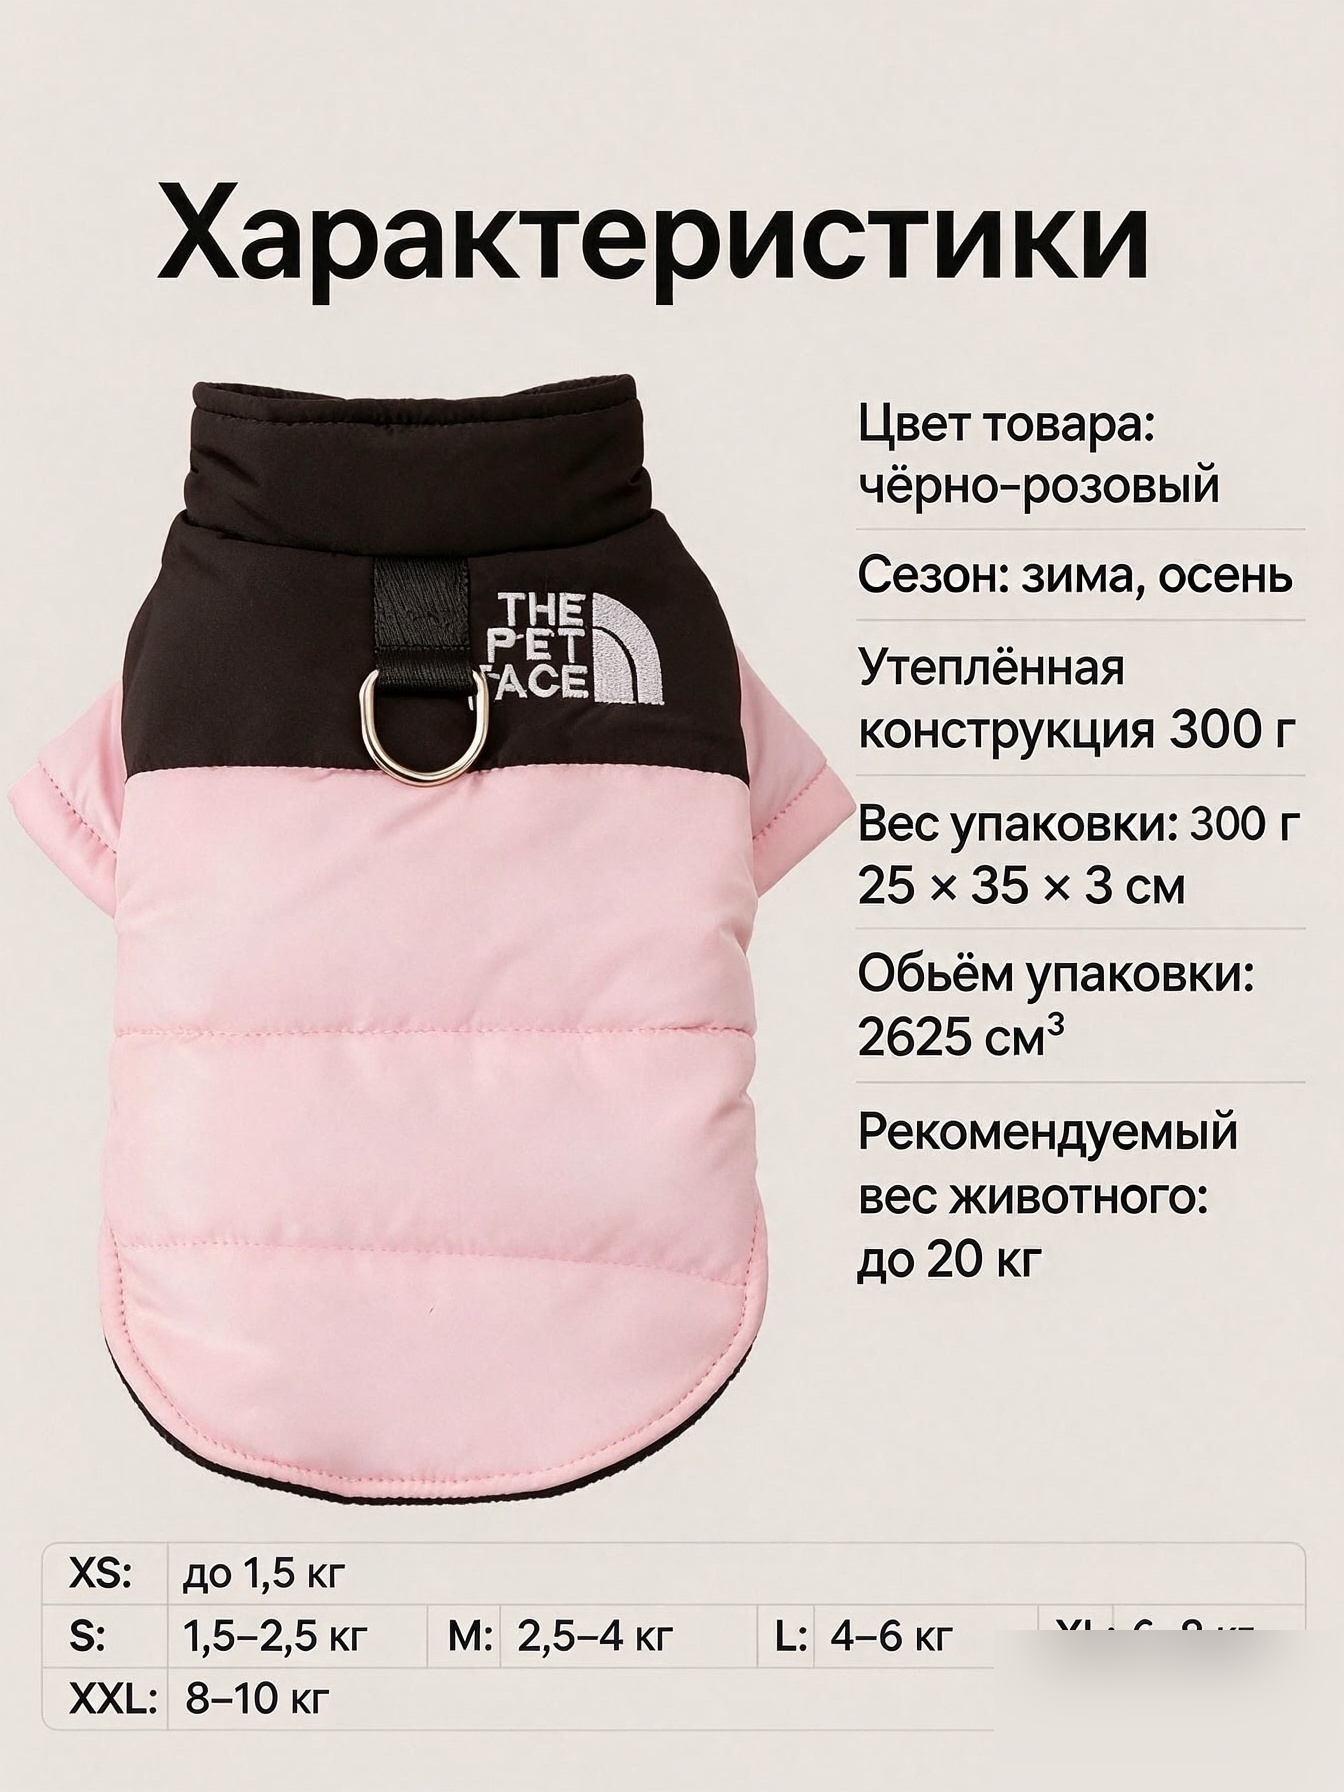 Характеристики
THE
PET
FACE
Цвет товара:
чёрно-розовый
Сезон: зима, осень
Утеплённая
конструкция 300 г
Вес упаковки: 300 г
25 × 35 × 3 см
Обьём упаковки:
2625 см³
Рекомендуемый
вес животного:
до 20 кг
XS: до 1,5 кг
S: 1,5–2,5 кг M: 2,5–4 кг L: 4–6 кг
XXL: 8–10 кг